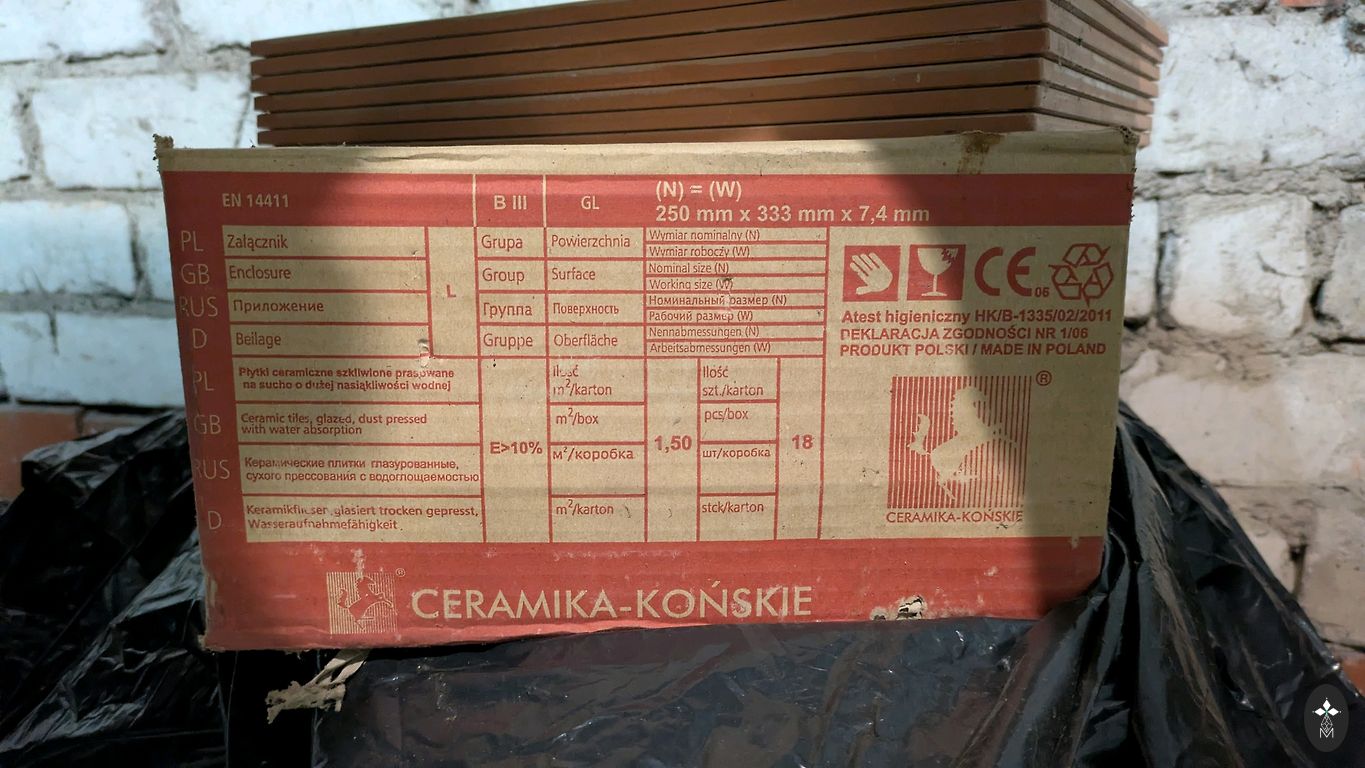 EN 14411
B III
GL
(N) = (W)
250 mm x 333 mm x 7,4 mm
PL
Załącznik
GB
Enclosure
RUS
Приложение
D
Beilage
L
Grupa
Group
Группа
Gruppe
Powierzchnia
Surface
Поверхность
Oberfläche
Wymiar nominalny (N)
Wymiar roboczy (W)
Nominal size (N)
Working size (W)
Номинальный размер (N)
Рабочий размер (W)
Nennabmessungen (N)
Arbeitsabmessungen (W)
CE
06
Atest higieniczny HK/B-1335/02/2011
DEKLARACJA ZGODNOŚCI NR 1/06
PRODUKT POLSKI / MADE IN POLAND
PL
Płytki ceramiczne szkliwione prasowane
na sucho o dużej nasiąkliwości wodnej
GB
Ceramic tiles, glazed, dust pressed
with water absorption
RUS
Керамические плитки глазурованные,
сухого прессования с водоглощаемостью
D
Keramikfliesen glasiert trocken gepresst,
Wasseraufnahmefähigkeit
E>10%
Ilość
m²/karton
m²/box
м²/коробка
m²/karton
1,50
Ilość
szt./karton
pcs/box
шт/коробка
stck/karton
18
®
CERAMIKA-KOŃSKIE
® CERAMIKA-KOŃSKIE